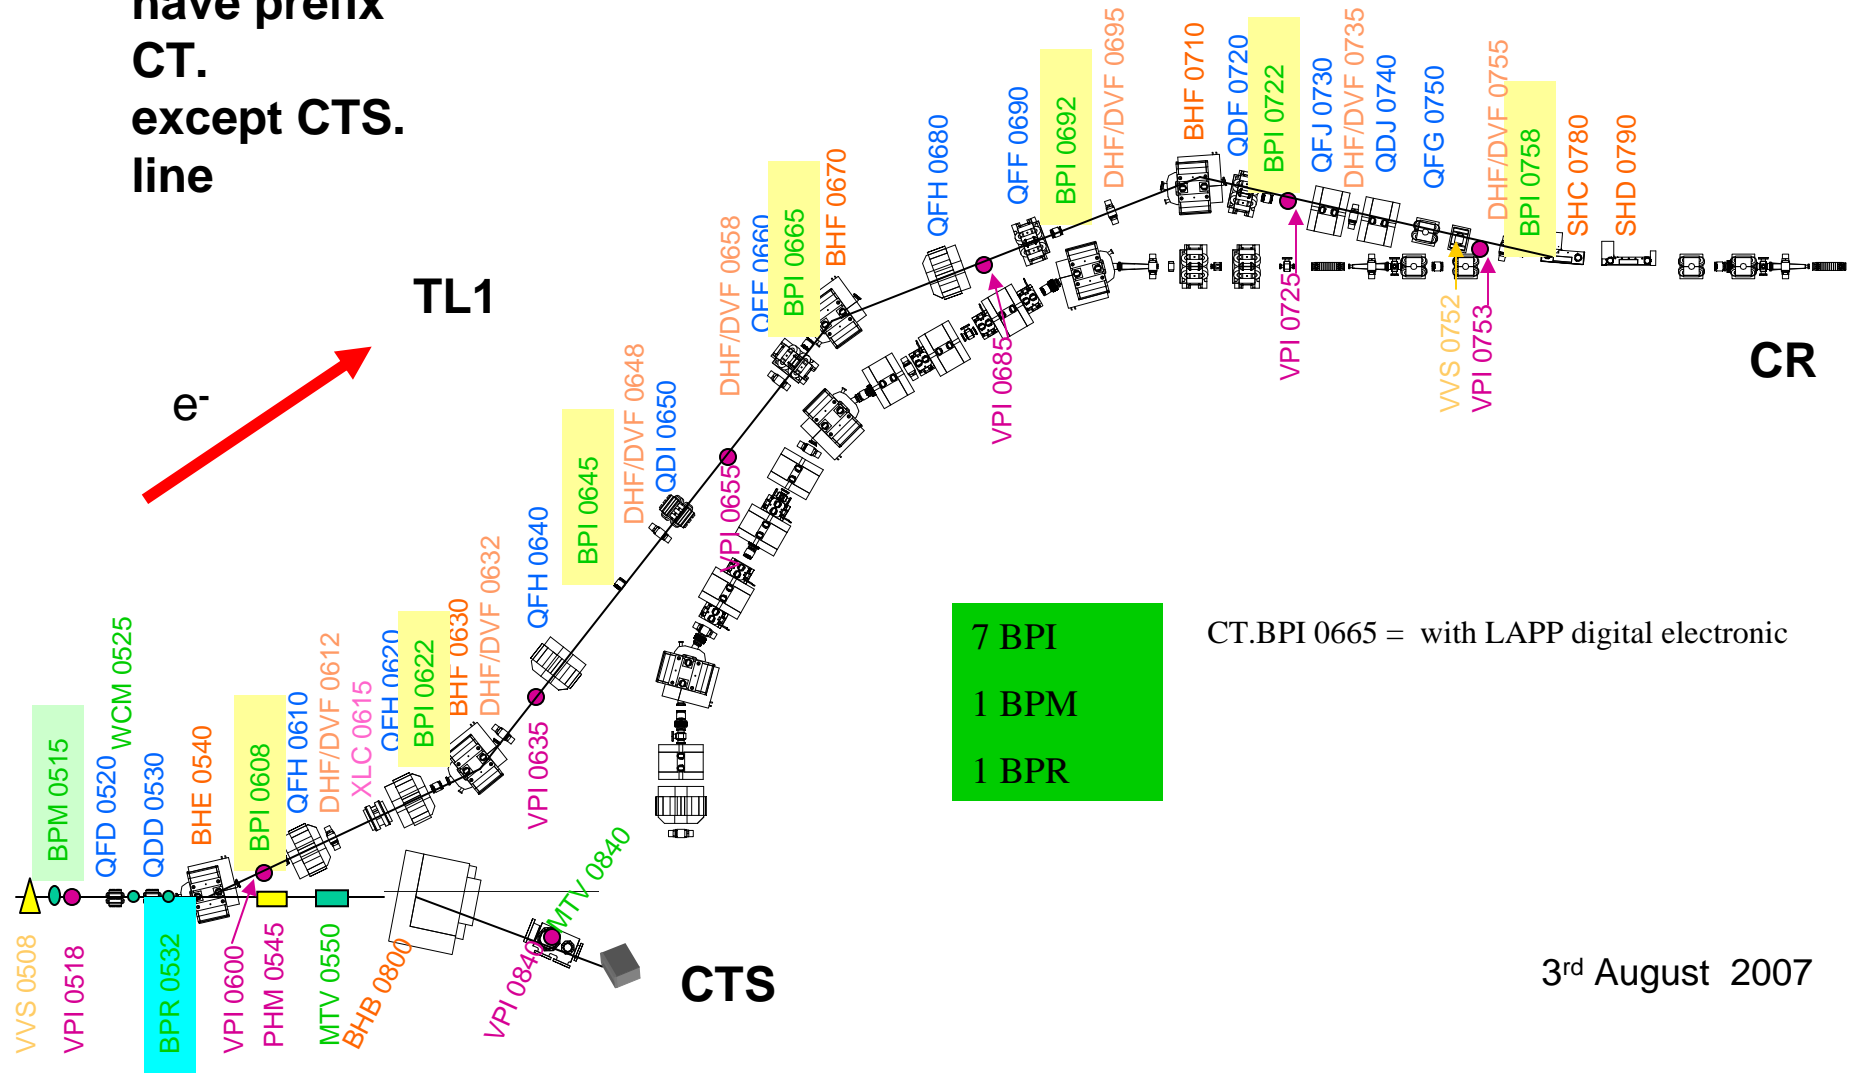 have prefix
CT.
except CTS.
line
TL1
e-
CR
CTS
BPM 0515
QFD 0520
WCM 0525
QDD 0530
BHE 0540
BPI 0608
QFH 0610
DHF/DVF 0612
XLC 0615
QFH 0620
BPI 0622
BHF 0630
DHF/DVF 0632
QFH 0640
BPI 0645
DHF/DVF 0648
QDI 0650
DHF/DVF 0658
QFF 0660
BPI 0665
BHF 0670
QFH 0680
QFF 0690
BPI 0692
DHF/DVF 0695
BHF 0710
QDF 0720
BPI 0722
QFJ 0730
DHF/DVF 0735
QDJ 0740
QFG 0750
DHF/DVF 0755
BPI 0758
SHC 0780
SHD 0790
VVS 0508
VPI 0518
BPR 0532
VPI 0600
PHM 0545
MTV 0550
BHB 0800
VPI 0840
MTV 0840
VPI 0635
VPI 0655
VPI 0685
VPI 0725
VVS 0752
VPI 0753
7 BPI
1 BPM
1 BPR
CT.BPI 0665 = with LAPP digital electronic
3rd August 2007